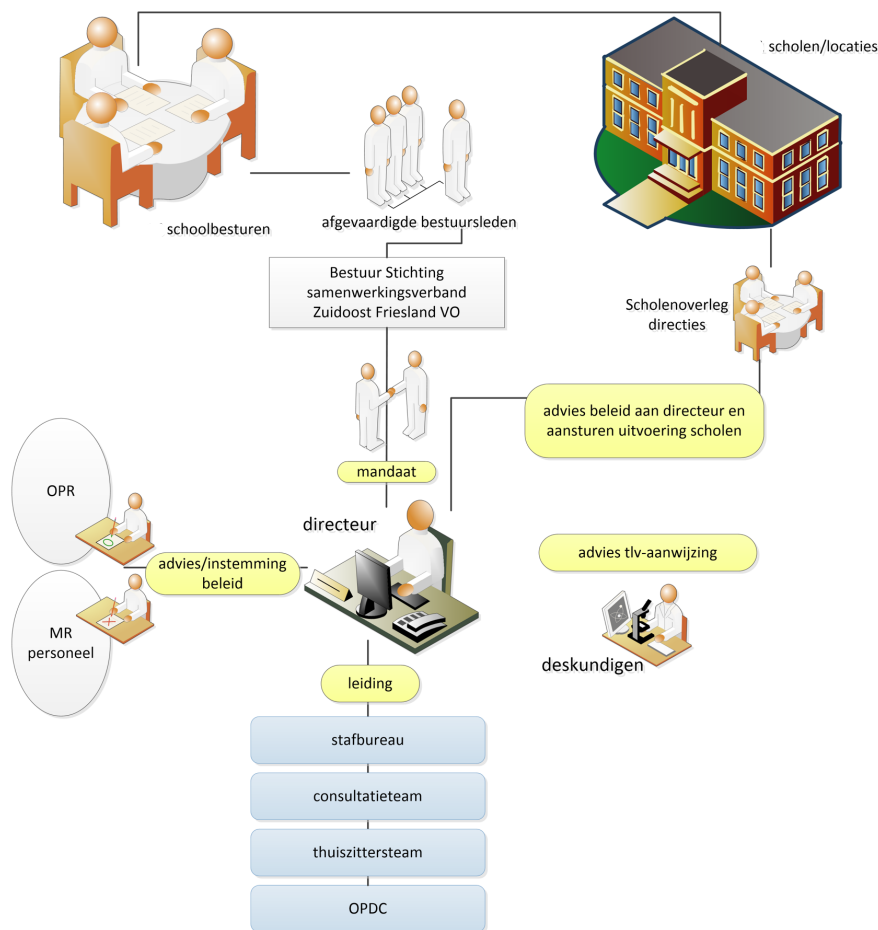 scholen/locaties
schoolbesturen
afgevaardigde bestuursleden
Bestuur Stichting
samenwerkingsverband
Zuidoost Friesland VO
Scholenoverleg
directies
advies beleid aan directeur en
aansturen uitvoering scholen
mandaat
OPR
directeur
advies/instemming
beleid
advies tlv-aanwijzing
MR
personeel
deskundigen
leiding
stafbureau
consultatieteam
thuiszittersteam
OPDC